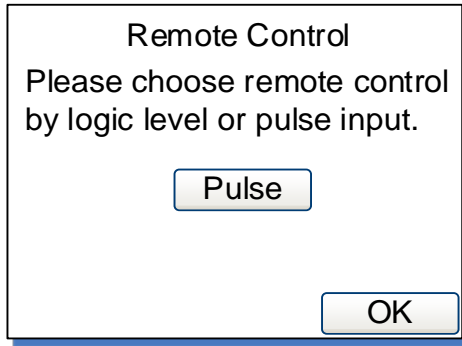 Remote Control
Please choose remote control
by logic level or pulse input.
Pulse
OK